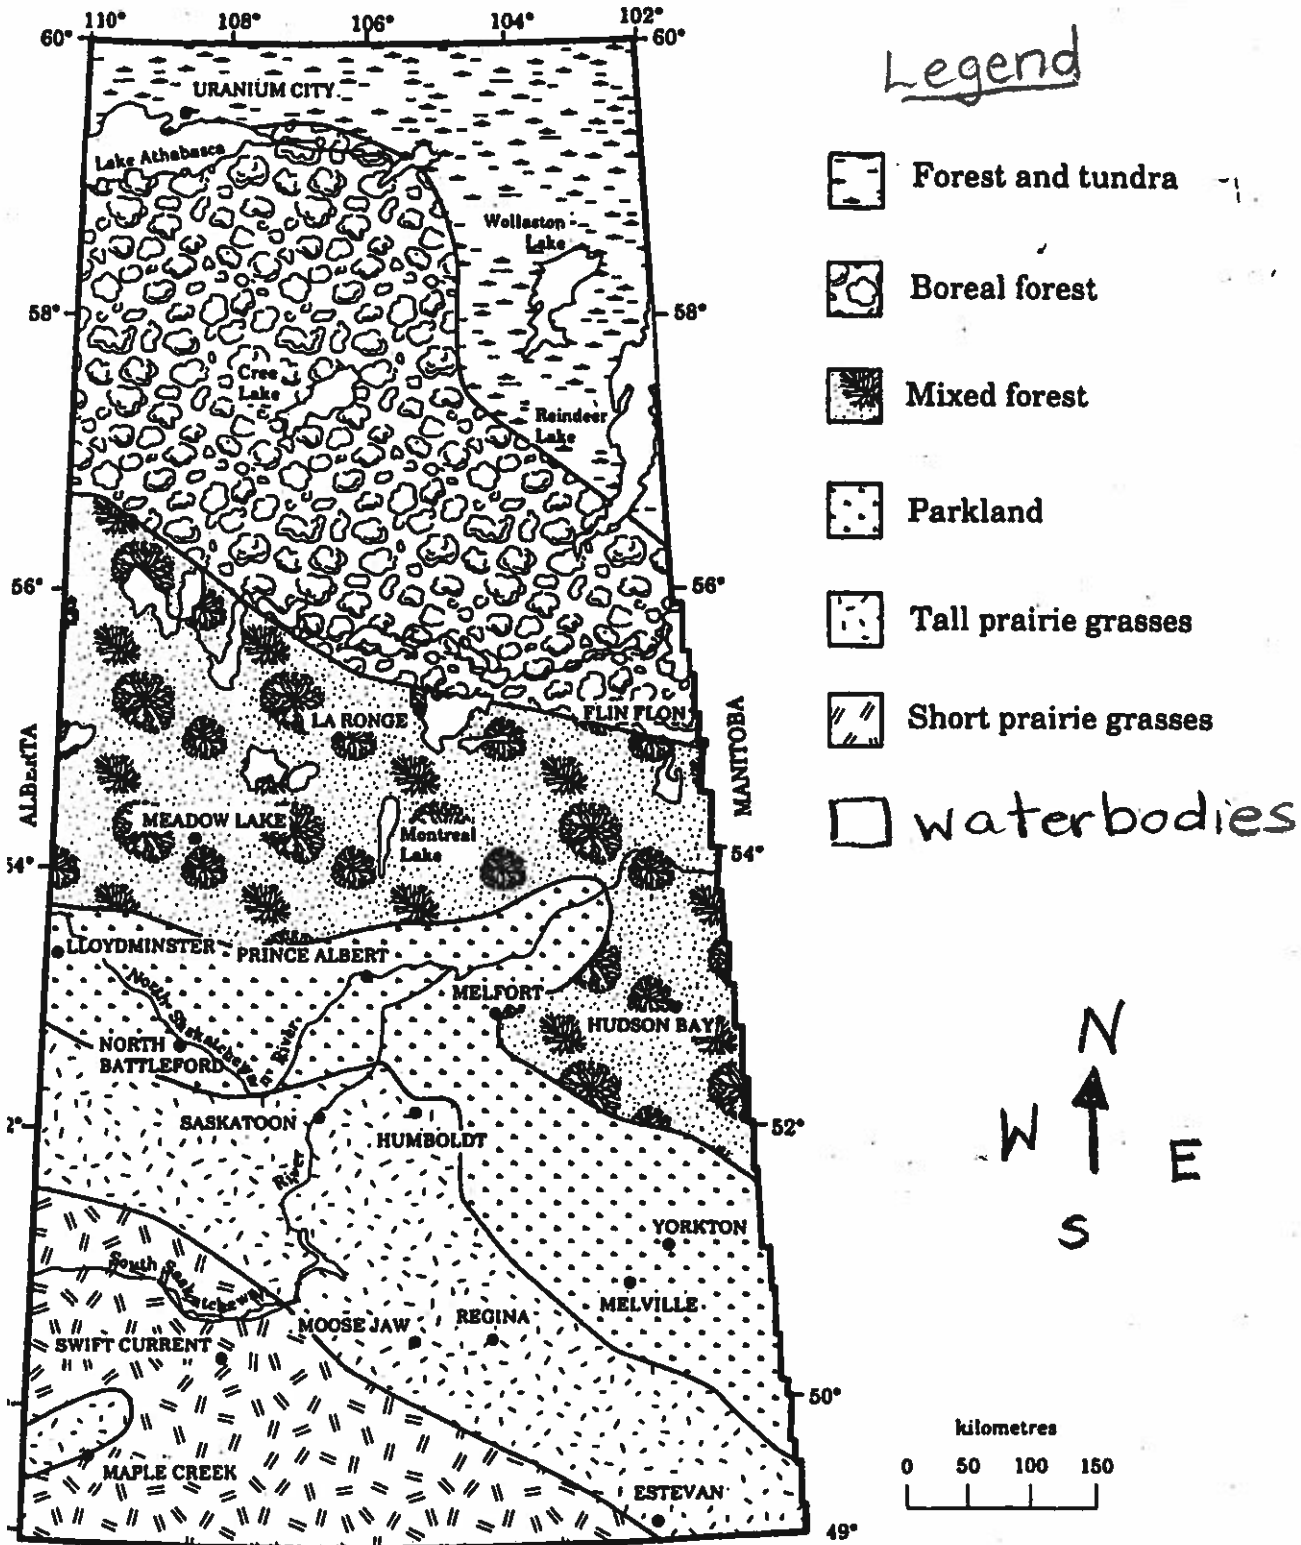 110° 108° 106° 104° 102°
60° 60°
URANIUM CITY
Lake Athabasca
Wollaston
Lake
58° 58°
Cree
Lake
Reindeer
Lake
56° 56°
FLIN FLON
LA RONGE
ALBERTA
MANITOBA
MEADOW LAKE
Montreal
Lake
54° 54°
LLOYDMINSTER
PRINCE ALBERT
North Saskatchewan River
MELFORT
HUDSON BAY
NORTH
BATTLEFORD
SASKATOON
HUMBOLDT
2° 52°
River
YORKTON
South Saskatchewan
MELVILLE
MOOSE JAW
REGINA
SWIFT CURRENT
50°
MAPLE CREEK
ESTEVAN
49°
Legend
Forest and tundra
Boreal forest
Mixed forest
Parkland
Tall prairie grasses
Short prairie grasses
waterbodies
N
W
E
S
kilometres
0 50 100 150